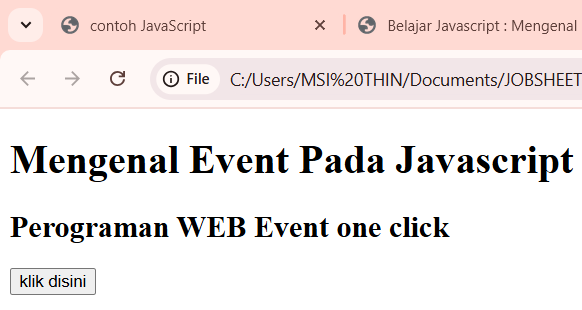 contoh JavaScript
Belajar Javascript : Mengenal
File
C:/Users/MSI%20THIN/Documents/JOBSHEET
Mengenal Event Pada Javascript
Perograman WEB Event one click
klik disini